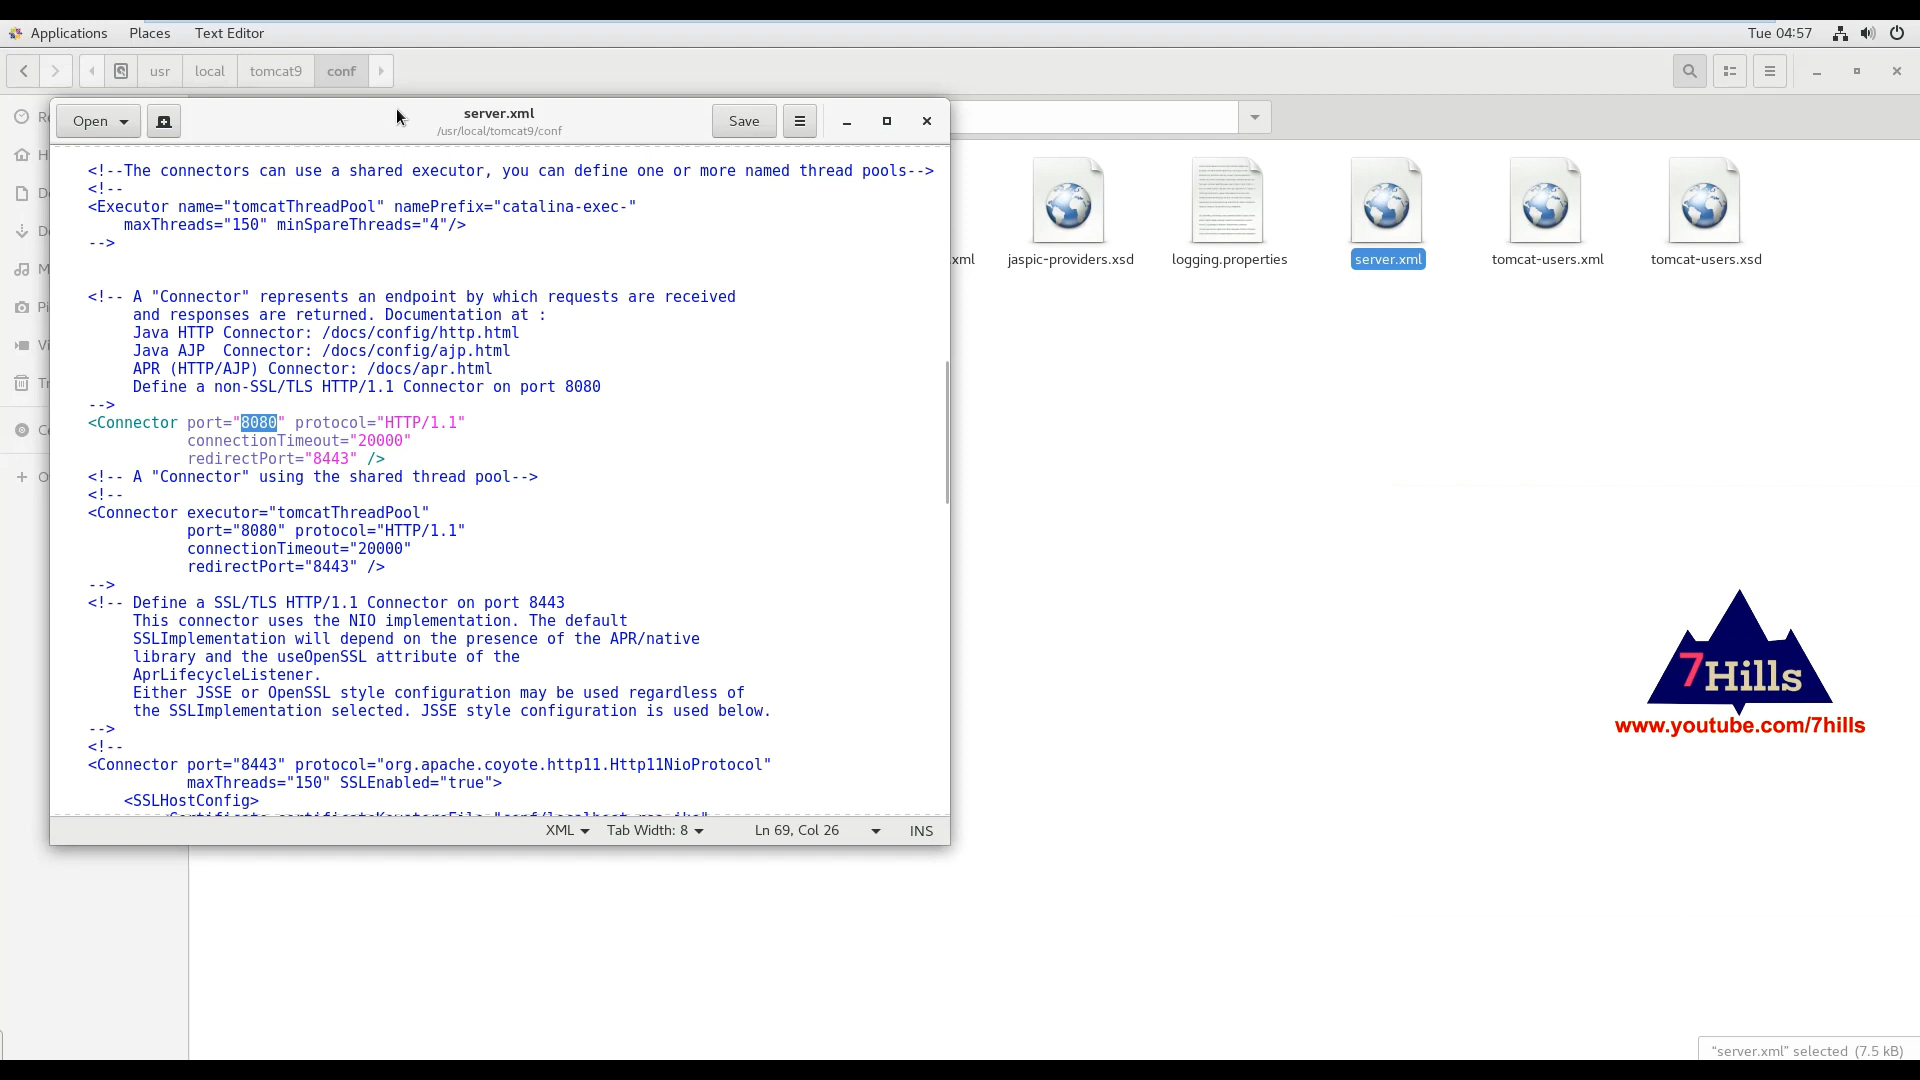 Applications Places Text Editor Tue 04:57
usr local tomcat9 conf
Open server.xml Save
/usr/local/tomcat9/conf
<!--The connectors can use a shared executor, you can define one or more named thread pools-->
<!--
<Executor name="tomcatThreadPool" namePrefix="catalina-exec-"
maxThreads="150" minSpareThreads="4"/>
-->
<!-- A "Connector" represents an endpoint by which requests are received
and responses are returned. Documentation at :
Java HTTP Connector: /docs/config/http.html
Java AJP  Connector: /docs/config/ajp.html
APR (HTTP/AJP) Connector: /docs/apr.html
Define a non-SSL/TLS HTTP/1.1 Connector on port 8080
-->
<Connector port="8080" protocol="HTTP/1.1"
connectionTimeout="20000"
redirectPort="8443" />
<!-- A "Connector" using the shared thread pool-->
<!--
<Connector executor="tomcatThreadPool"
port="8080" protocol="HTTP/1.1"
connectionTimeout="20000"
redirectPort="8443" />
-->
<!-- Define a SSL/TLS HTTP/1.1 Connector on port 8443
This connector uses the NIO implementation. The default
SSLImplementation will depend on the presence of the APR/native
library and the useOpenSSL attribute of the
AprLifecycleListener.
Either JSSE or OpenSSL style configuration may be used regardless of
the SSLImplementation selected. JSSE style configuration is used below.
-->
<!--
<Connector port="8443" protocol="org.apache.coyote.http11.Http11NioProtocol"
maxThreads="150" SSLEnabled="true">
<SSLHostConfig>
XML Tab Width: 8 Ln 69, Col 26 INS
xml jaspic-providers.xsd logging.properties server.xml tomcat-users.xml tomcat-users.xsd
7Hills
www.youtube.com/7hills
"server.xml" selected (7.5 kB)